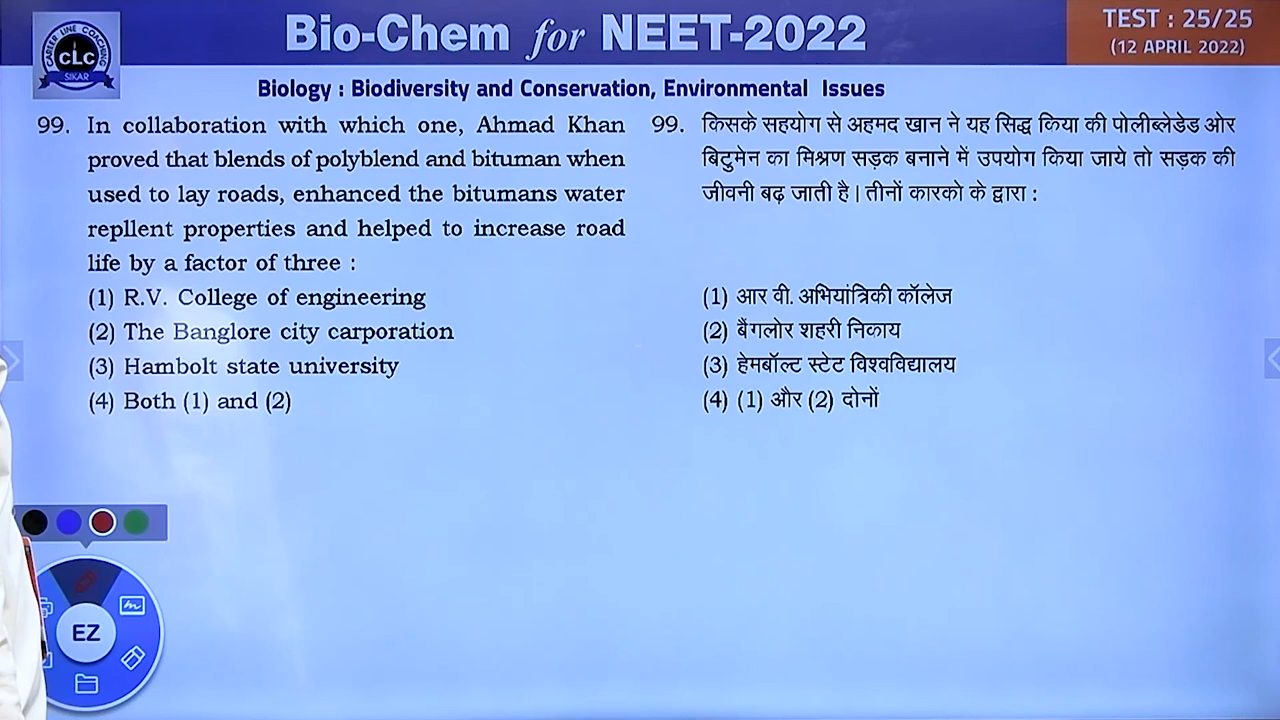 CAREER LINE COACHING
CLC
SIKAR
Bio-Chem for NEET-2022
TEST : 25/25
(12 APRIL 2022)
Biology : Biodiversity and Conservation, Environmental Issues
99. In collaboration with which one, Ahmad Khan
proved that blends of polyblend and bituman when
used to lay roads, enhanced the bitumans water
repllent properties and helped to increase road
life by a factor of three :
(1) R.V. College of engineering
(2) The Banglore city carporation
(3) Hambolt state university
(4) Both (1) and (2)
99. किसके सहयोग से अहमद खान ने यह सिद्ध किया की पोलीब्लेडेड ओर
बिटुमेन का मिश्रण सड़क बनाने में उपयोग किया जाये तो सड़क की
जीवनी बढ़ जाती है। तीनों कारको के द्वारा :
(1) आर वी. अभियांत्रिकी कॉलेज
(2) बैंगलोर शहरी निकाय
(3) हेमबॉल्ट स्टेट विश्वविद्यालय
(4) (1) और (2) दोनों
EZ